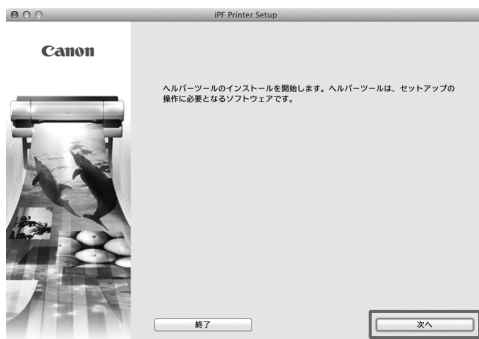 iPF Printer Setup
Canon
ヘルパーツールのインストールを開始します。ヘルパーツールは、セットアップの
操作に必要となるソフトウェアです。
終了
次へ